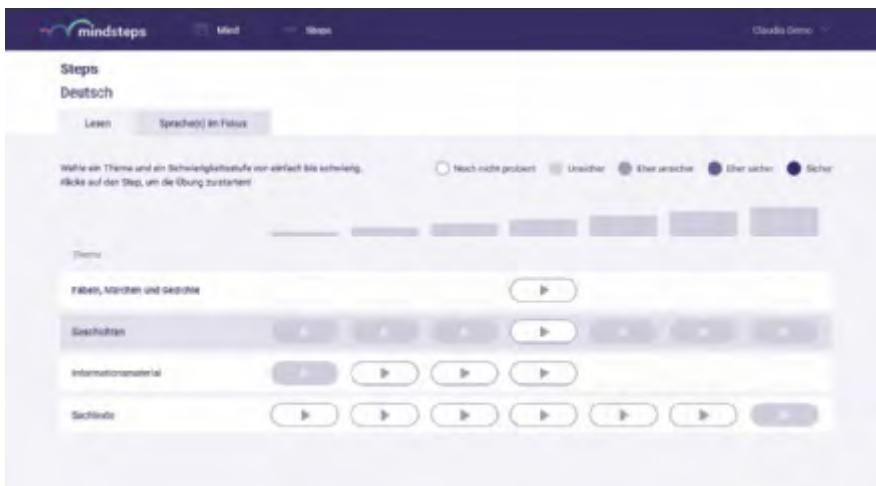 mindsteps
Mind
Steps
Claudia Demo
Steps
Deutsch
Lesen
Sprache(n) im Fokus
Wähle ein Thema und ein Schwierigkeitsstufe von einfach bis schwierig.
Klicke auf den Step, um die Übung zu starten!
Noch nicht probiert
Unsicher
Eher unsicher
Eher sicher
Sicher
Thema
Fabeln, Märchen und Gedichte
Geschichten
Informationsmaterial
Sachtexte